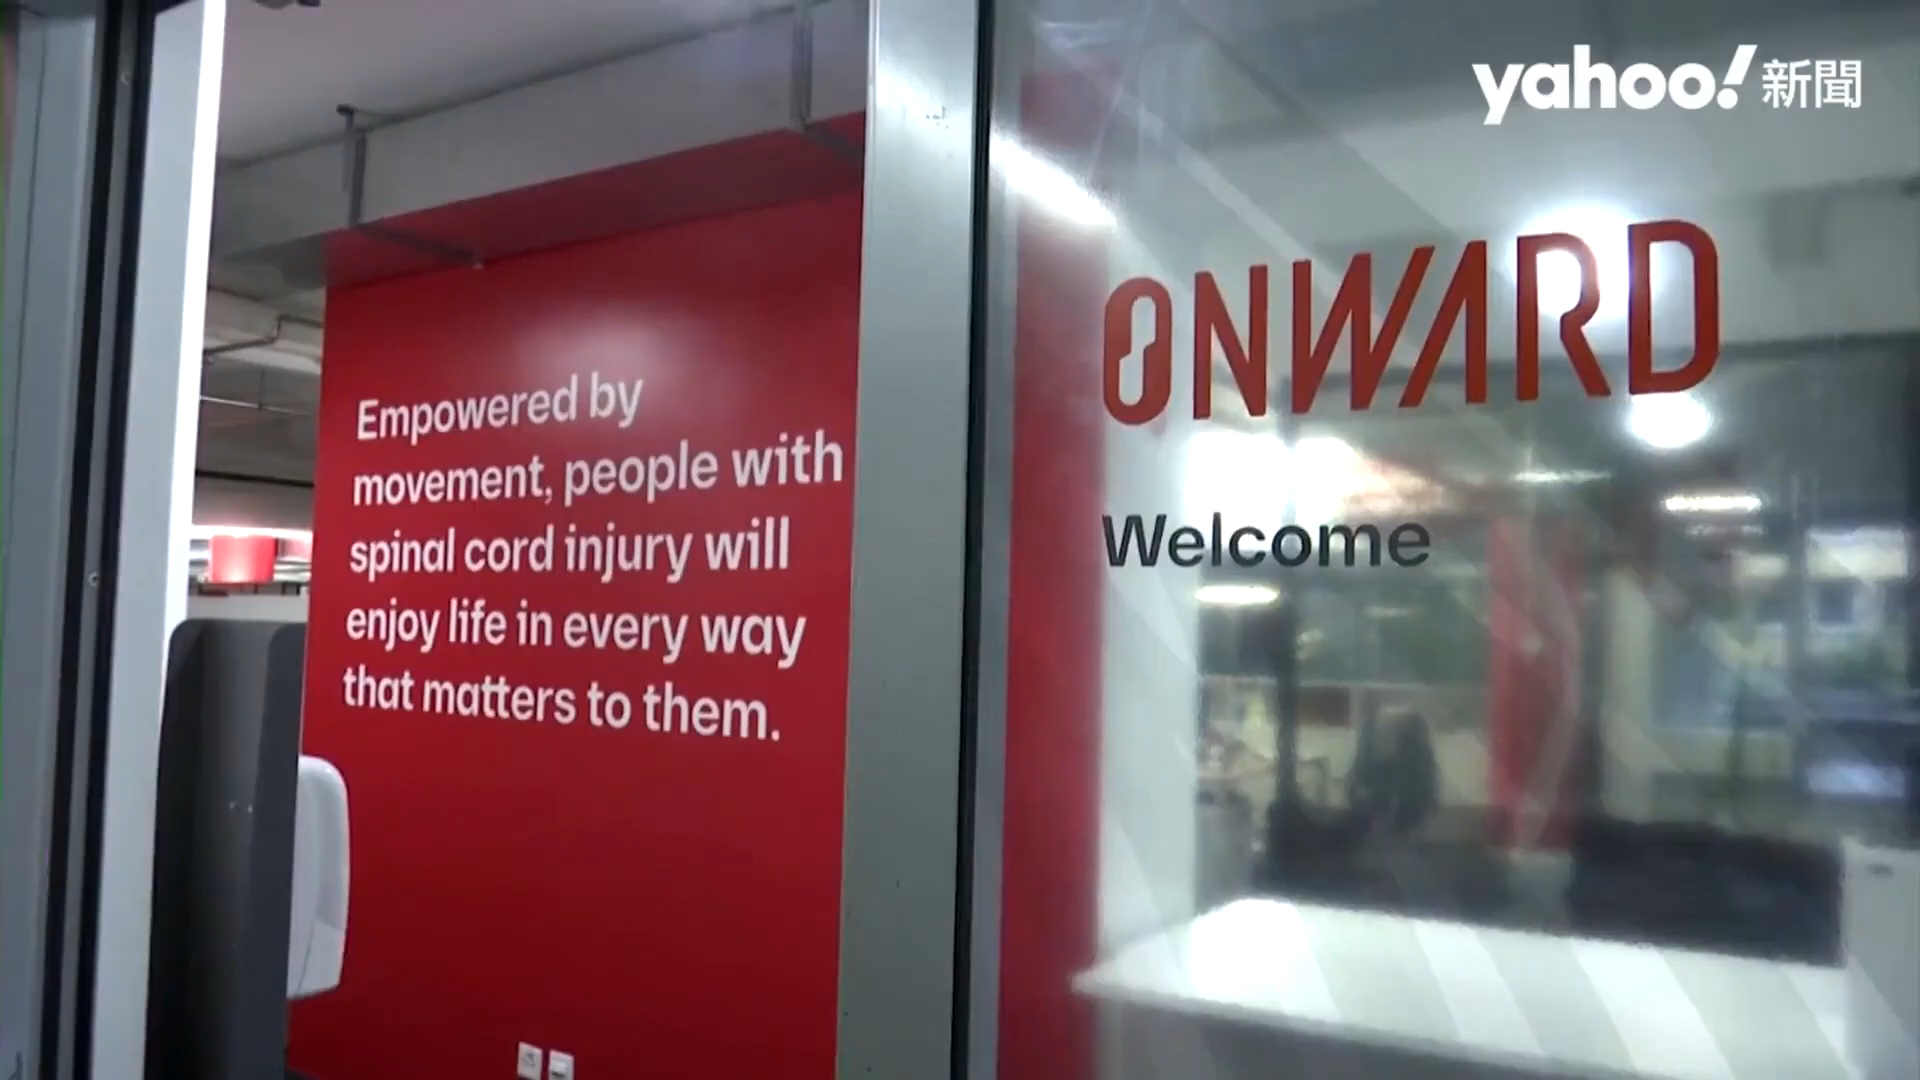 yahoo!新聞
Empowered by
movement, people with
spinal cord injury will
enjoy life in every way
that matters to them.
ONWARD
Welcome